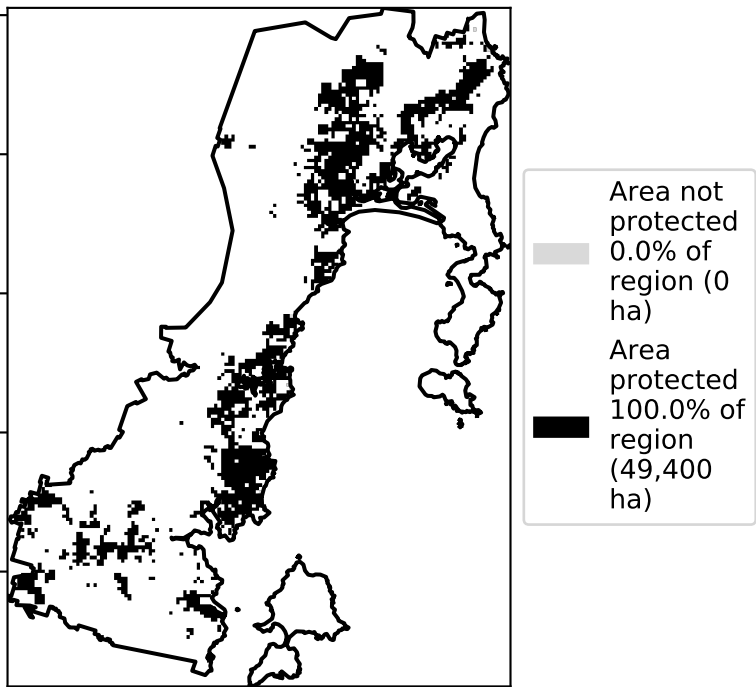 Area not
protected
0.0% of
region (0
ha)
Area
protected
100.0% of
region
(49,400
ha)